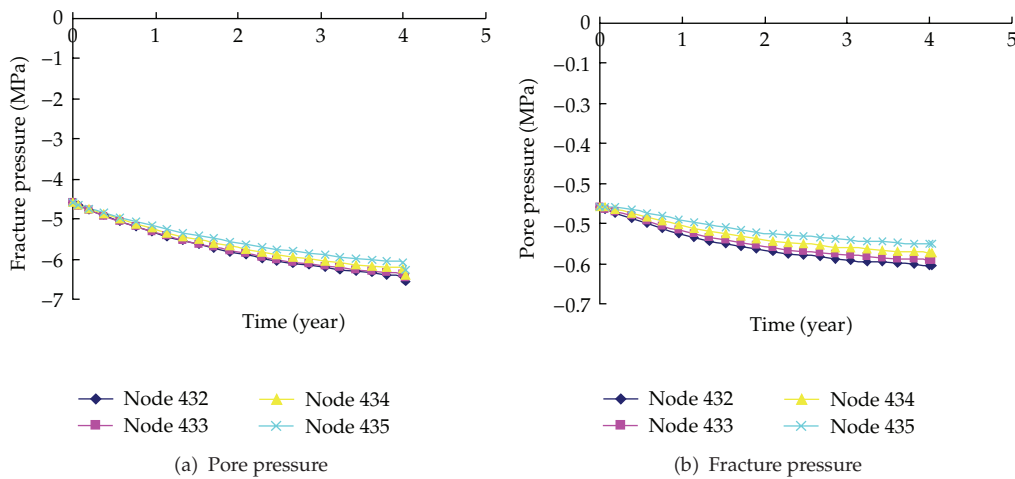 0
0 1 2 3 4 5
−1
−2
−3
−4
−5
−6
−7
Fracture pressure (MPa)
Time (year)
Node 432
Node 434
Node 433
Node 435
(a) Pore pressure
0
0 1 2 3 4 5
−0.1
−0.3
−0.3
−0.5
−0.5
−0.6
−0.7
Pore pressure (MPa)
Time (year)
Node 432
Node 434
Node 433
Node 435
(b) Fracture pressure